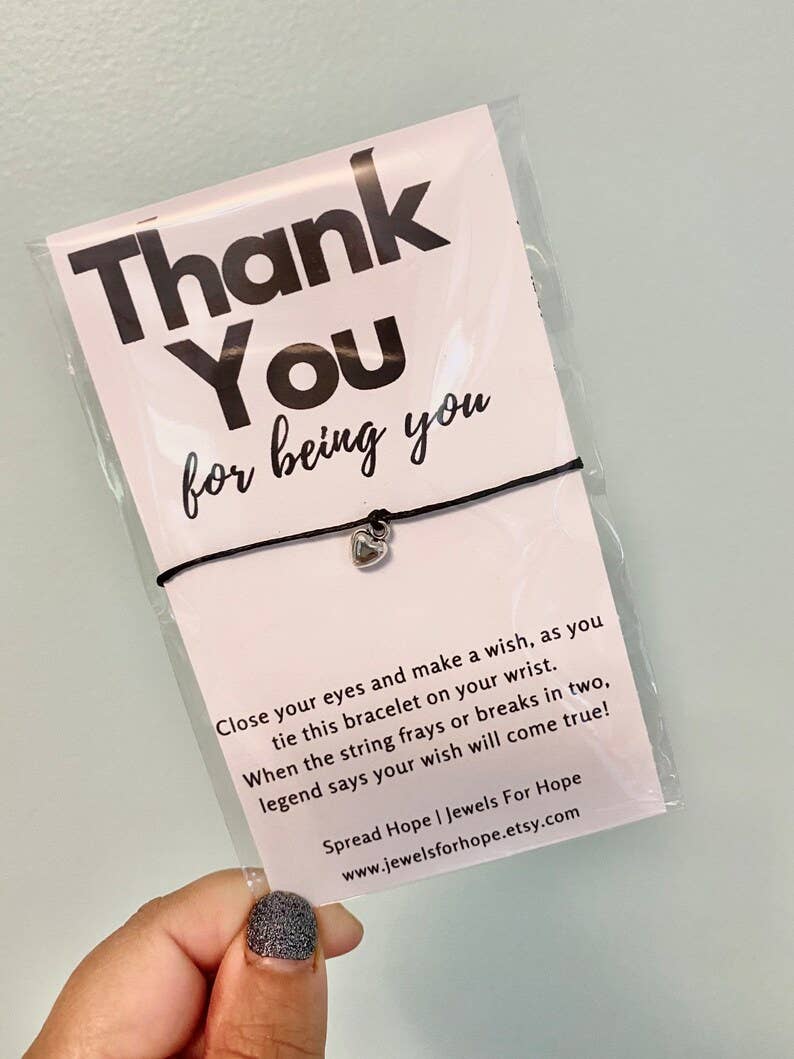 Thank
You
for being you
Close your eyes and make a wish, as you
tie this bracelet on your wrist.
When the string frays or breaks in two,
legend says your wish will come true!
Spread Hope | Jewels For Hope
www.jewelsforhope.etsy.com